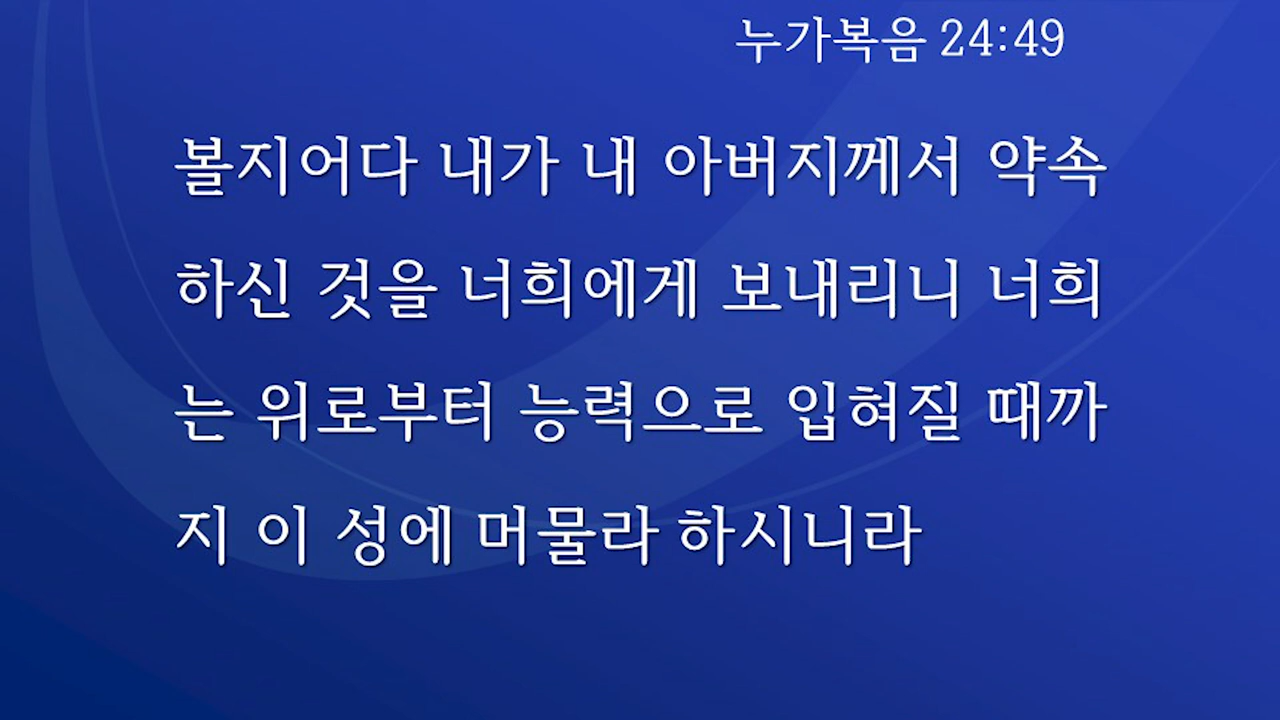 누가복음 24:49
볼지어다 내가 내 아버지께서 약속
하신 것을 너희에게 보내리니 너희
는 위로부터 능력으로 입혀질 때까
지 이 성에 머물라 하시니라